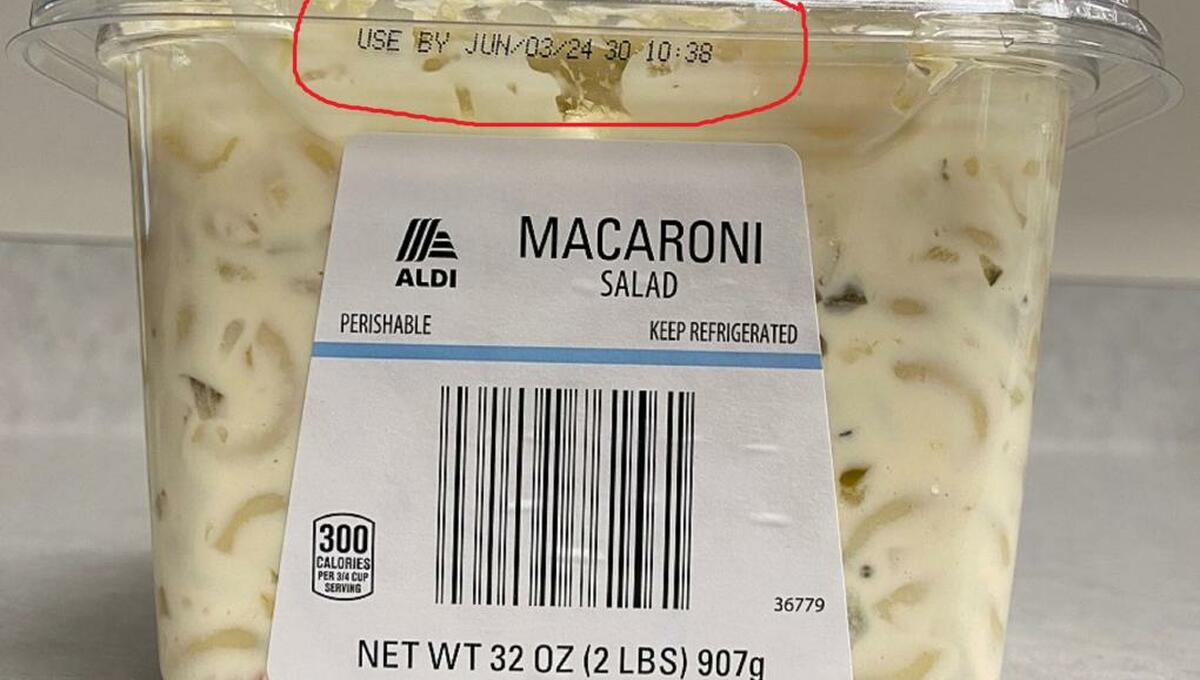 USE BY JUN/03/24 30 10:38
MACARONI
SALAD
ALDI
PERISHABLE
KEEP REFRIGERATED
300
CALORIES
PER 3/4 CUP
SERVING
36779
NET WT 32 OZ (2 LBS) 907g